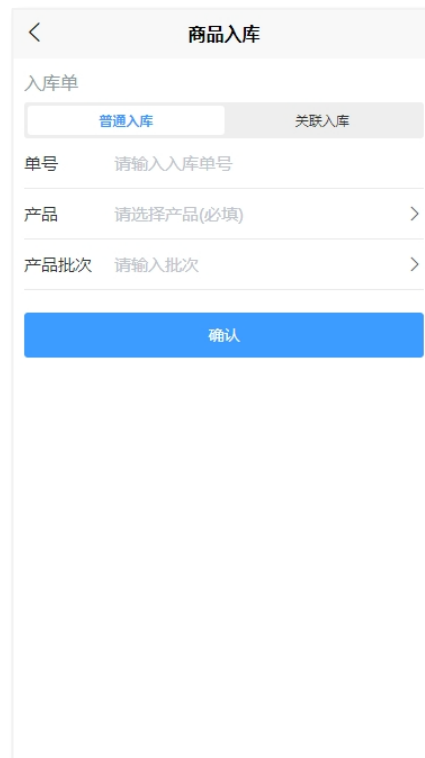 商品入库
入库单
普通入库 关联入库
单号 请输入入库单号
产品 请选择产品(必填)
产品批次 请输入批次
确认